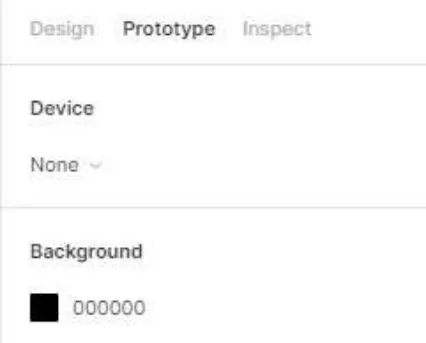 Design Prototype Inspect
Device
None
Background
000000